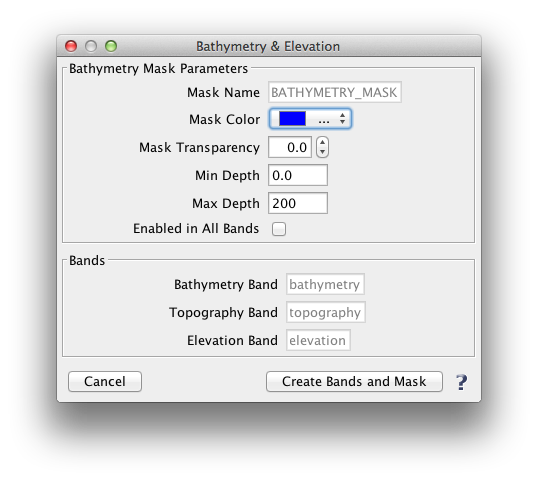 Bathymetry & Elevation
Bathymetry Mask Parameters
Mask Name BATHYMETRY_MASK
Mask Color ...
Mask Transparency 0.0
Min Depth 0.0
Max Depth 200
Enabled in All Bands
Bands
Bathymetry Band bathymetry
Topography Band topography
Elevation Band elevation
Cancel Create Bands and Mask ?